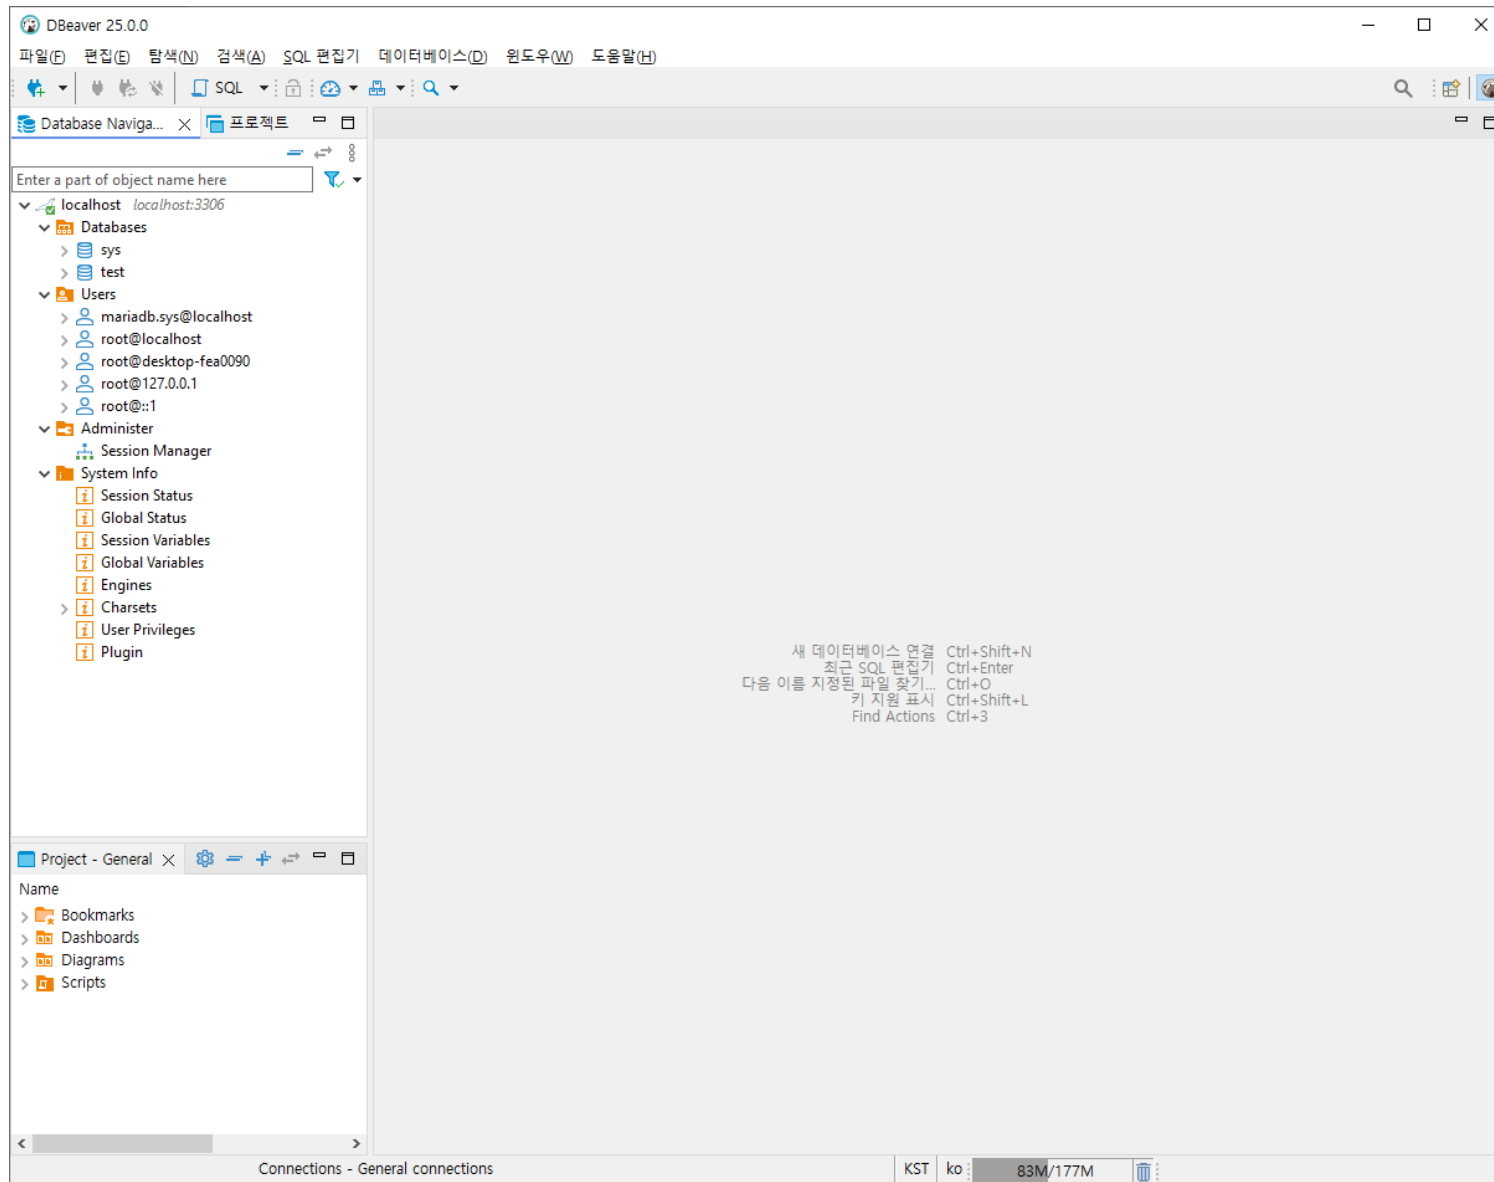 DBeaver 25.0.0
파일(F) 편집(E) 탐색(N) 검색(A) SQL 편집기 데이터베이스(D) 윈도우(W) 도움말(H)
SQL
Database Naviga... 프로젝트
Enter a part of object name here
localhost localhost:3306
Databases
sys
test
Users
mariadb.sys@localhost
root@localhost
root@desktop-fea0090
root@127.0.0.1
root@::1
Administer
Session Manager
System Info
Session Status
Global Status
Session Variables
Global Variables
Engines
Charsets
User Privileges
Plugin
새 데이터베이스 연결 Ctrl+Shift+N
최근 SQL 편집기 Ctrl+Enter
다음 이름 지정된 파일 찾기... Ctrl+O
키 지원 표시 Ctrl+Shift+L
Find Actions Ctrl+3
Project - General
Name
Bookmarks
Dashboards
Diagrams
Scripts
Connections - General connections
KST ko 83M/177M